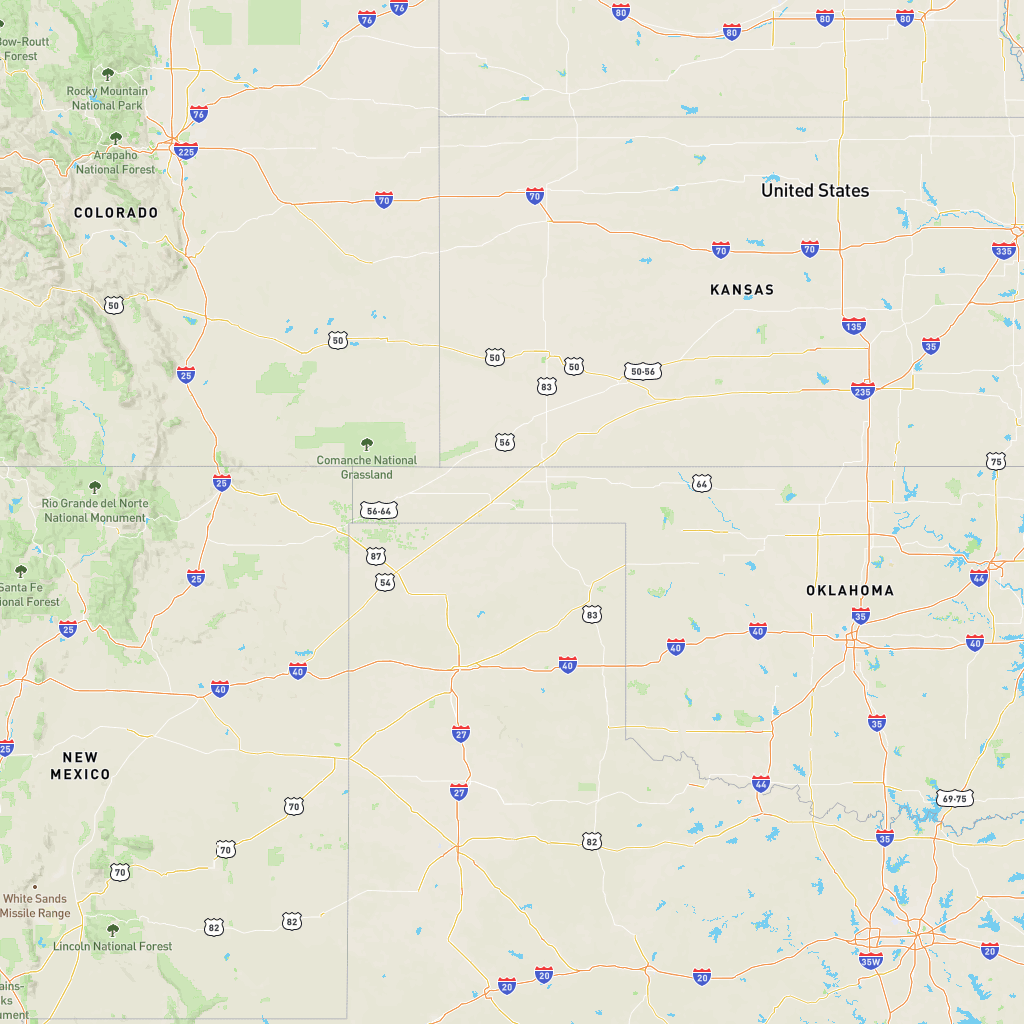 76
76
80
80
80
80
Bow-Routt
Forest
Rocky Mountain
National Park
76
Arapaho
National Forest
225
United States
70
70
COLORADO
70
70
335
KANSAS
50
135
50
35
50
50
50-56
25
83
235
56
Comanche National
Grassland
75
25
64
Rio Grande del Norte
National Monument
56-64
87
Santa Fe
ional Forest
25
54
44
OKLAHOMA
83
35
25
40
40
40
40
40
40
35
27
25
NEW
MEXICO
44
27
70
69-75
35
82
70
70
White Sands
Missile Range
82
82
Lincoln National Forest
20
35W
20
20
20
ains-
ks
ument